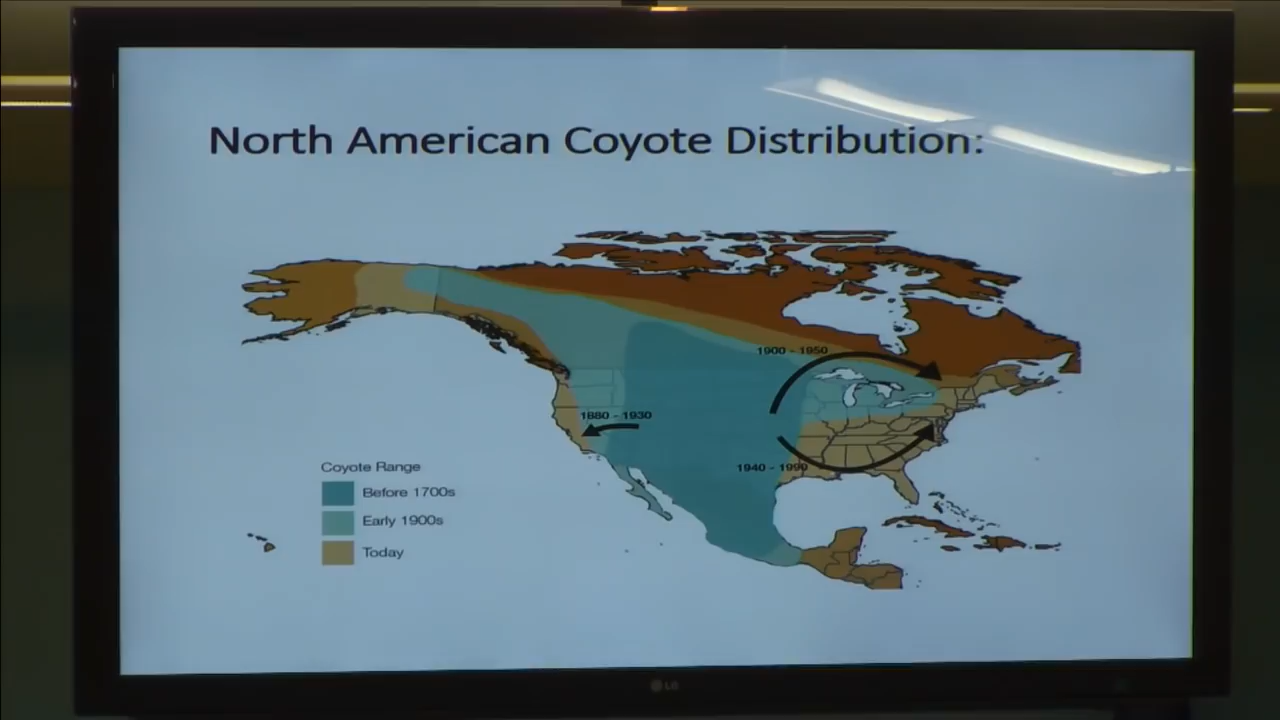 North American Coyote Distribution:
1900 - 1950
1880 - 1930
1940 - 1990
Coyote Range
Before 1700s
Early 1900s
Today
LG